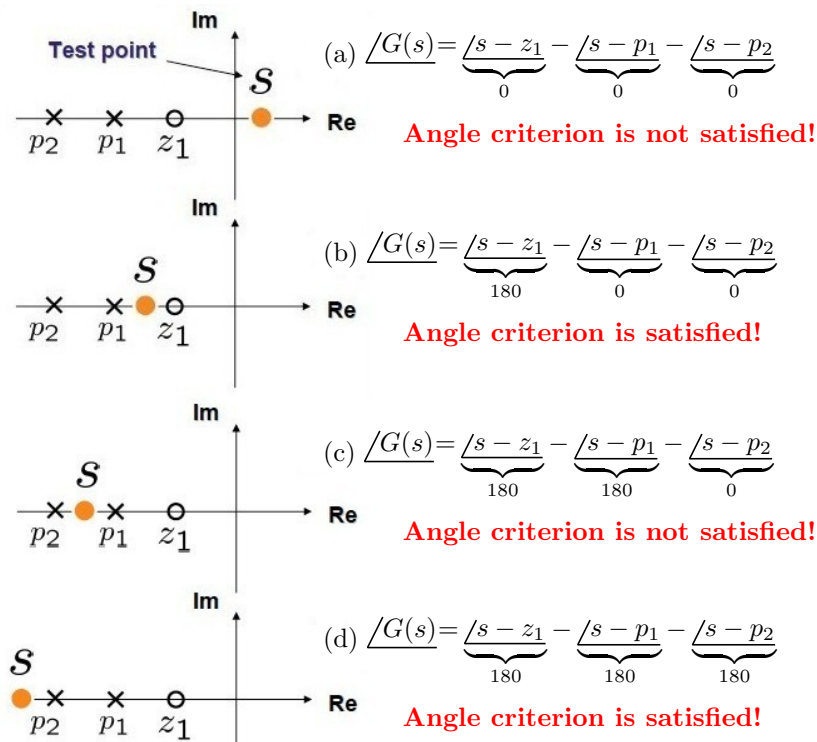 Im
Test point
s
p₂ p₁ z₁ Re
(a) ∠G(s) = ∠s − z₁ − ∠s − p₁ − ∠s − p₂
0 0 0
Angle criterion is not satisfied!
Im
s
p₂ p₁ z₁ Re
(b) ∠G(s) = ∠s − z₁ − ∠s − p₁ − ∠s − p₂
180 0 0
Angle criterion is satisfied!
Im
s
p₂ p₁ z₁ Re
(c) ∠G(s) = ∠s − z₁ − ∠s − p₁ − ∠s − p₂
180 180 0
Angle criterion is not satisfied!
Im
s
p₂ p₁ z₁ Re
(d) ∠G(s) = ∠s − z₁ − ∠s − p₁ − ∠s − p₂
180 180 180
Angle criterion is satisfied!